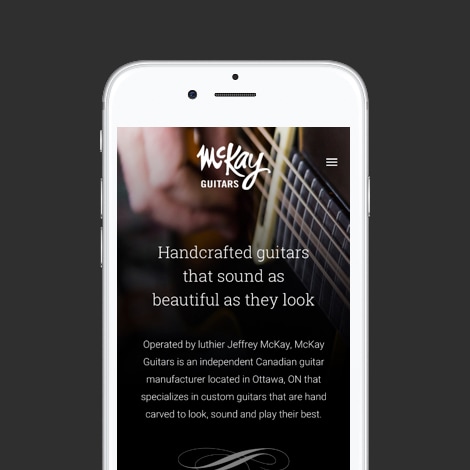 McKay
GUITARS
Handcrafted guitars
that sound as
beautiful as they look
Operated by luthier Jeffrey McKay, McKay
Guitars is an independent Canadian guitar
manufacturer located in Ottawa, ON that
specializes in custom guitars that are hand
carved to look, sound and play their best.